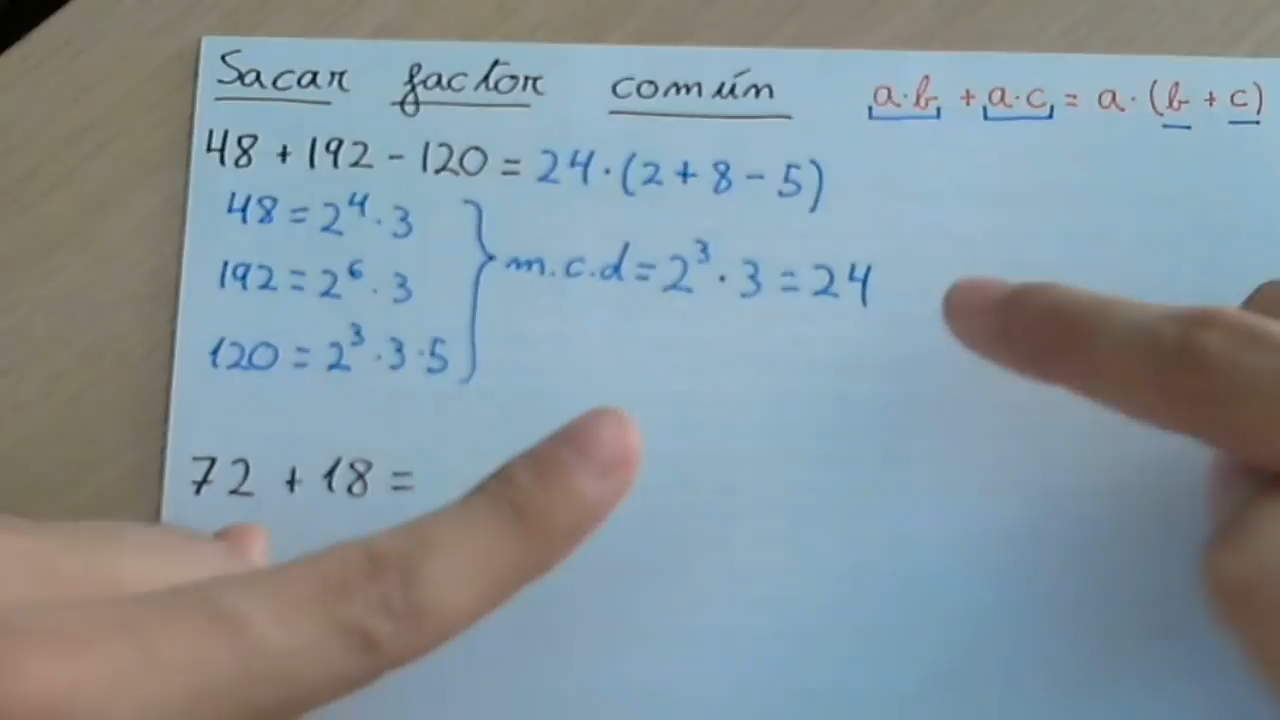 Sacar factor común a·b + a·c = a·(b + c)
48 + 192 - 120 = 24·(2 + 8 - 5)
48 = 2⁴·3
192 = 2⁶·3
120 = 2³·3·5
m.c.d = 2³·3 = 24
72 + 18 =